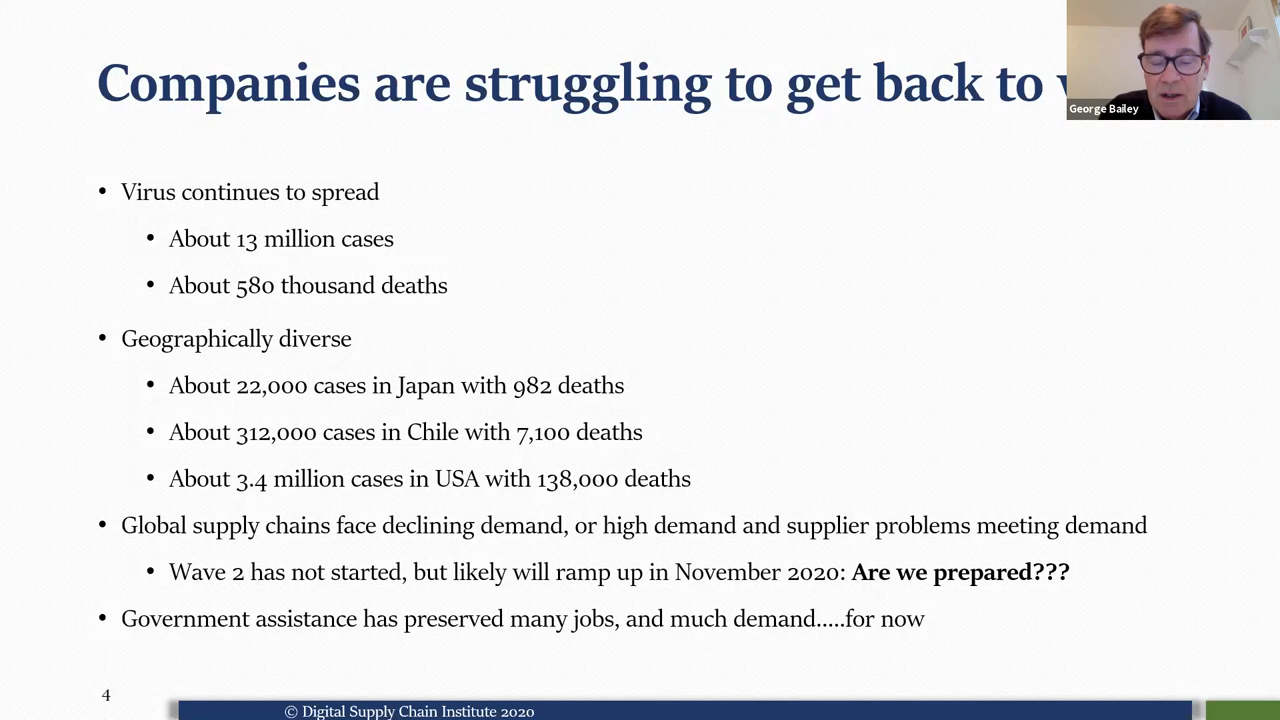 Companies are struggling to get back to
George Bailey
• Virus continues to spread
• About 13 million cases
• About 580 thousand deaths
• Geographically diverse
• About 22,000 cases in Japan with 982 deaths
• About 312,000 cases in Chile with 7,100 deaths
• About 3.4 million cases in USA with 138,000 deaths
• Global supply chains face declining demand, or high demand and supplier problems meeting demand
• Wave 2 has not started, but likely will ramp up in November 2020: Are we prepared???
• Government assistance has preserved many jobs, and much demand.....for now
4
© Digital Supply Chain Institute 2020